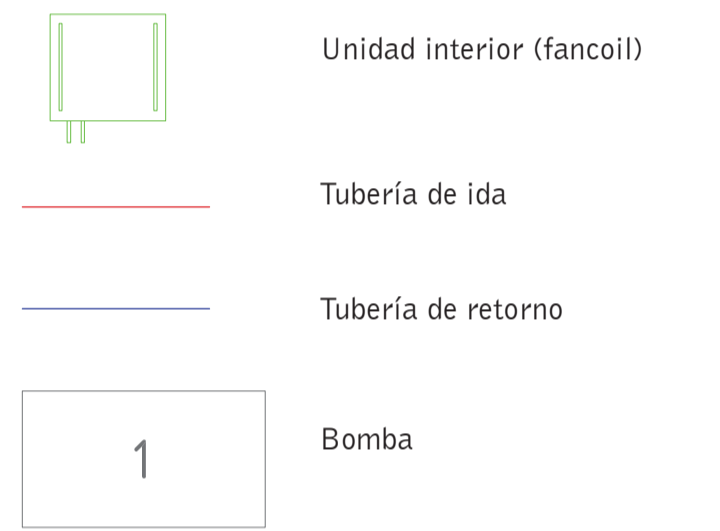 Unidad interior (fancoil)
Tubería de ida
Tubería de retorno
1
Bomba